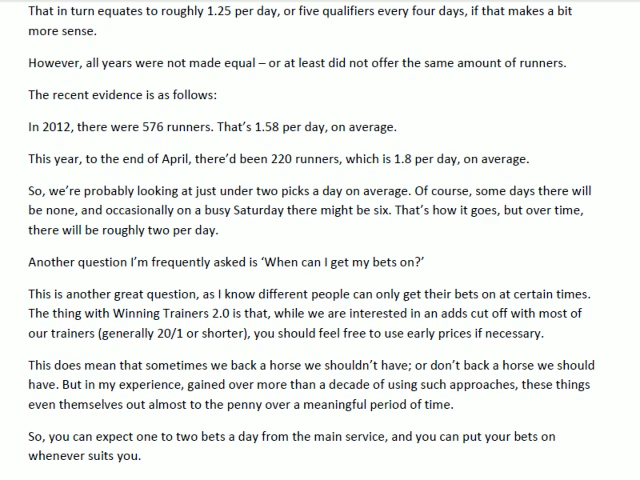 That in turn equates to roughly 1.25 per day, or five qualifiers every four days, if that makes a bit
more sense.
However, all years were not made equal – or at least did not offer the same amount of runners.
The recent evidence is as follows:
In 2012, there were 576 runners. That's 1.58 per day, on average.
This year, to the end of April, there'd been 220 runners, which is 1.8 per day, on average.
So, we're probably looking at just under two picks a day on average. Of course, some days there will
be none, and occasionally on a busy Saturday there might be six. That's how it goes, but over time,
there will be roughly two per day.
Another question I'm frequently asked is 'When can I get my bets on?'
This is another great question, as I know different people can only get their bets on at certain times.
The thing with Winning Trainers 2.0 is that, while we are interested in an adds cut off with most of
our trainers (generally 20/1 or shorter), you should feel free to use early prices if necessary.
This does mean that sometimes we back a horse we shouldn't have; or don't back a horse we should
have. But in my experience, gained over more than a decade of using such approaches, these things
even themselves out almost to the penny over a meaningful period of time.
So, you can expect one to two bets a day from the main service, and you can put your bets on
whenever suits you.